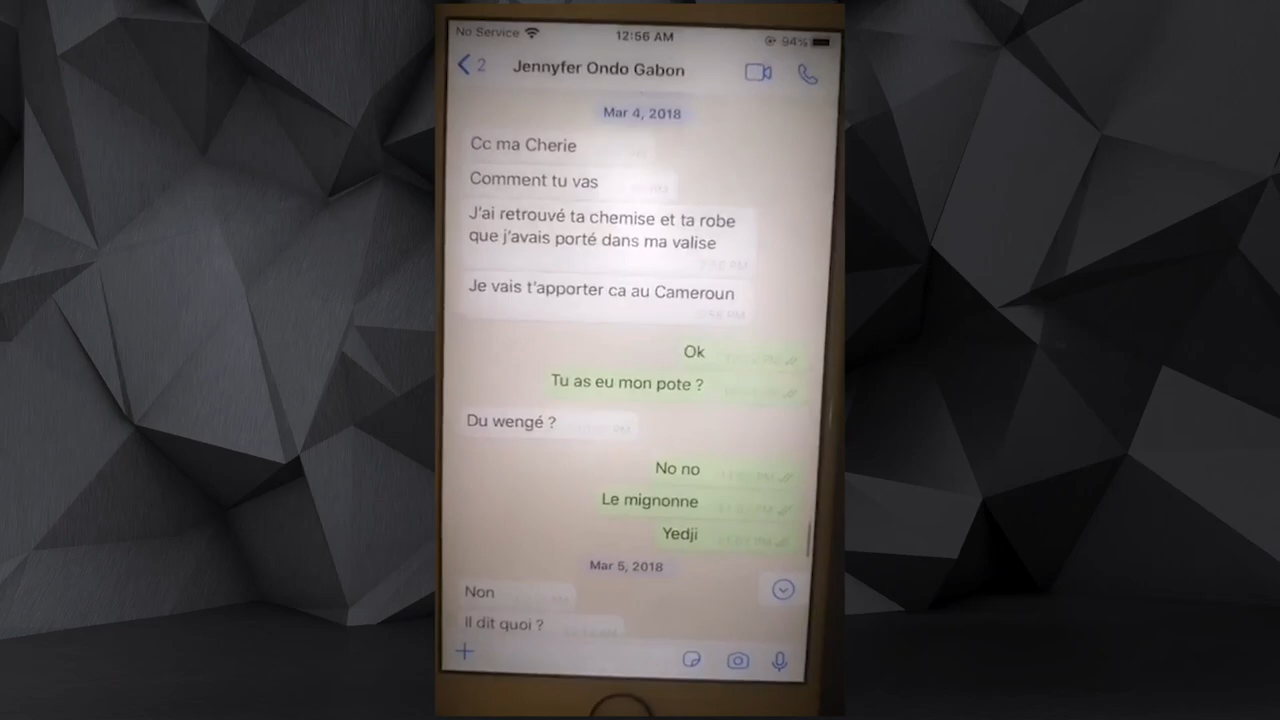 No Service
12:56 AM
94%
2
Jennyfer Ondo Gabon
Mar 4, 2018
Cc ma Cherie
Comment tu vas
J'ai retrouvé ta chemise et ta robe
que j'avais porté dans ma valise
Je vais t'apporter ca au Cameroun
Ok
Tu as eu mon pote ?
Du wengé ?
No no
Le mignonne
Yedji
Mar 5, 2018
Non
Il dit quoi ?